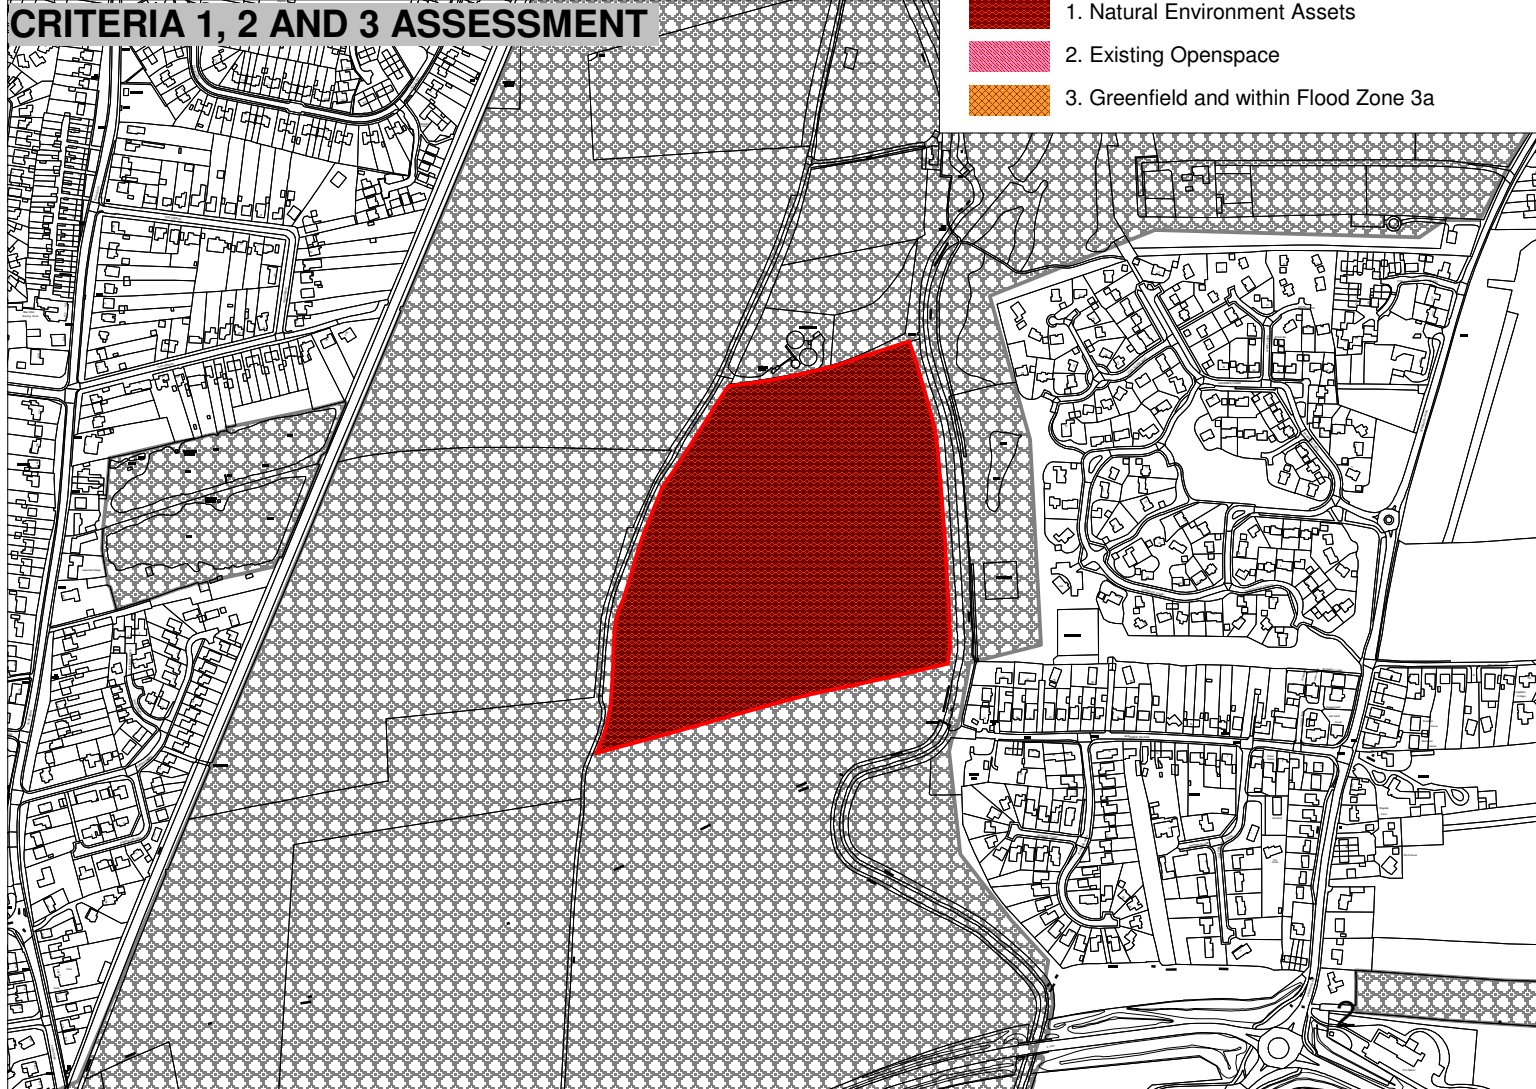 CRITERIA 1, 2 AND 3 ASSESSMENT
1. Natural Environment Assets
2. Existing Openspace
3. Greenfield and within Flood Zone 3a
2